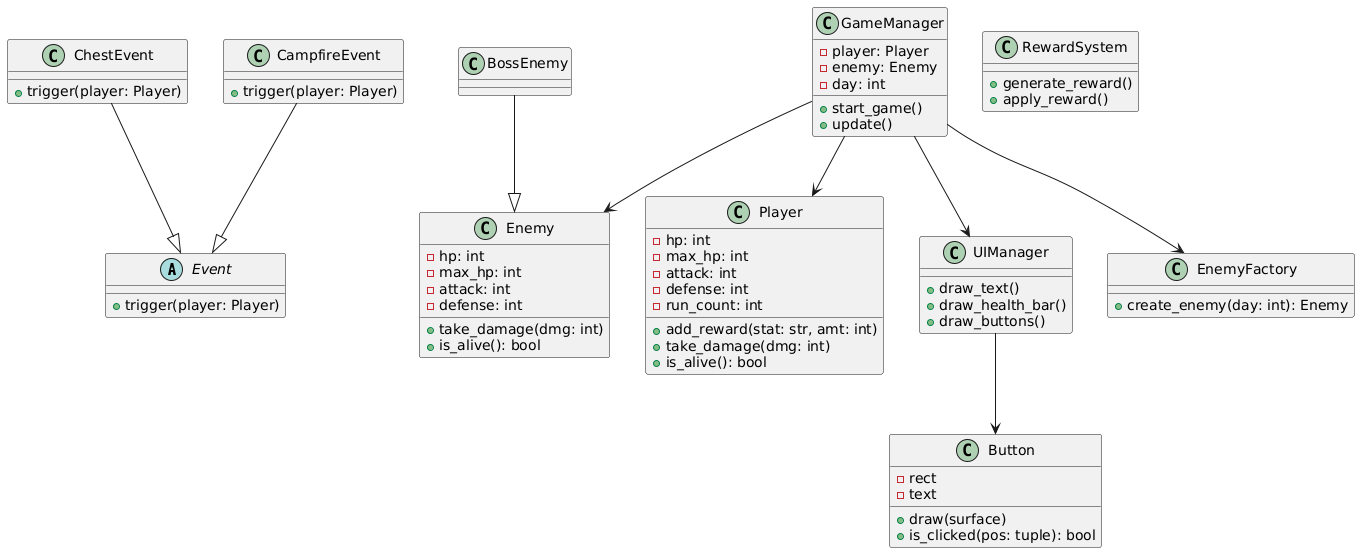 C ChestEvent
trigger(player: Player)
C CampfireEvent
trigger(player: Player)
C BossEnemy
C GameManager
player: Player
enemy: Enemy
day: int
start_game()
update()
C RewardSystem
generate_reward()
apply_reward()
A Event
trigger(player: Player)
C Enemy
hp: int
max_hp: int
attack: int
defense: int
take_damage(dmg: int)
is_alive(): bool
C Player
hp: int
max_hp: int
attack: int
defense: int
run_count: int
add_reward(stat: str, amt: int)
take_damage(dmg: int)
is_alive(): bool
C UIManager
draw_text()
draw_health_bar()
draw_buttons()
C EnemyFactory
create_enemy(day: int): Enemy
C Button
rect
text
draw(surface)
is_clicked(pos: tuple): bool